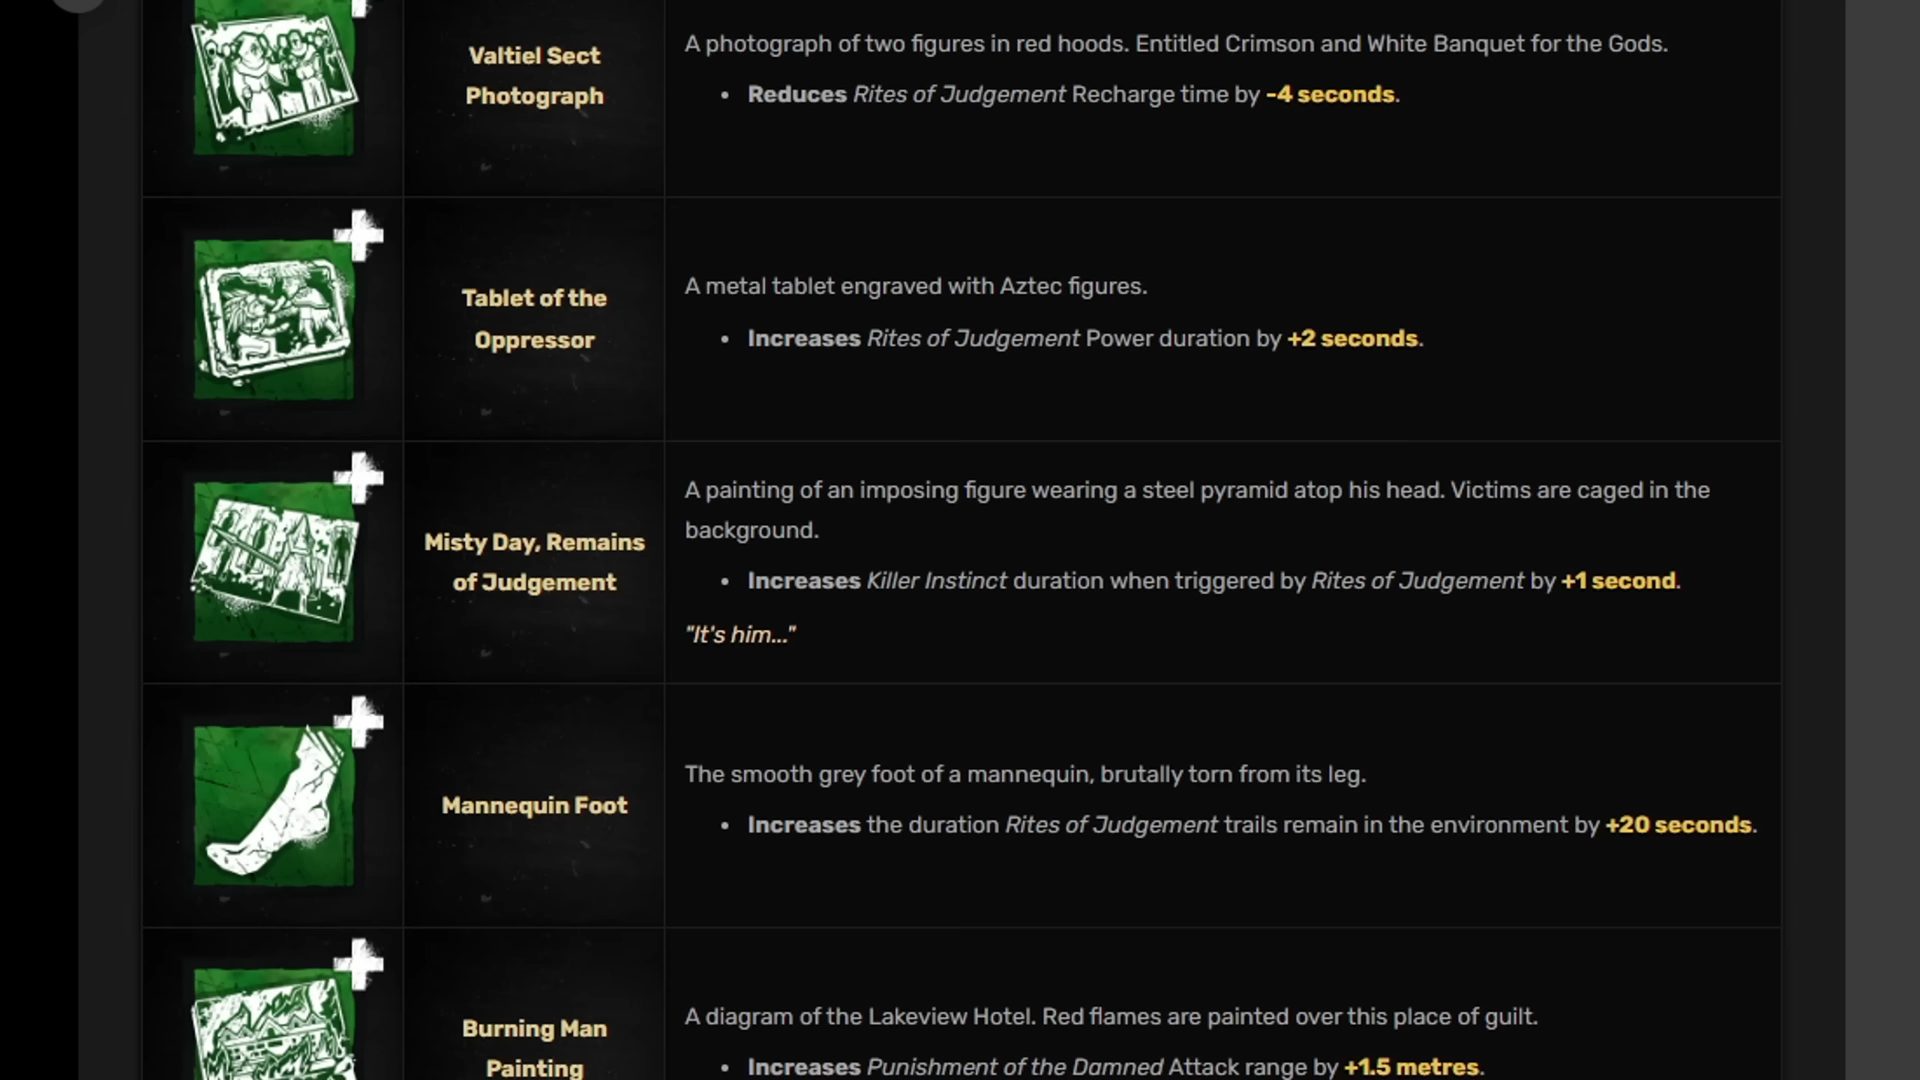 Valtiel Sect
Photograph
A photograph of two figures in red hoods. Entitled Crimson and White Banquet for the Gods.
• Reduces Rites of Judgement Recharge time by -4 seconds.
Tablet of the
Oppressor
A metal tablet engraved with Aztec figures.
• Increases Rites of Judgement Power duration by +2 seconds.
Misty Day, Remains
of Judgement
A painting of an imposing figure wearing a steel pyramid atop his head. Victims are caged in the
background.
• Increases Killer Instinct duration when triggered by Rites of Judgement by +1 second.
"It's him..."
Mannequin Foot
The smooth grey foot of a mannequin, brutally torn from its leg.
• Increases the duration Rites of Judgement trails remain in the environment by +20 seconds.
Burning Man
Painting
A diagram of the Lakeview Hotel. Red flames are painted over this place of guilt.
• Increases Punishment of the Damned Attack range by +1.5 metres.